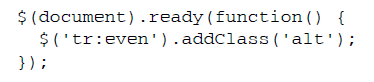 $(document).ready(function() {
  $('tr:even').addClass('alt');
});